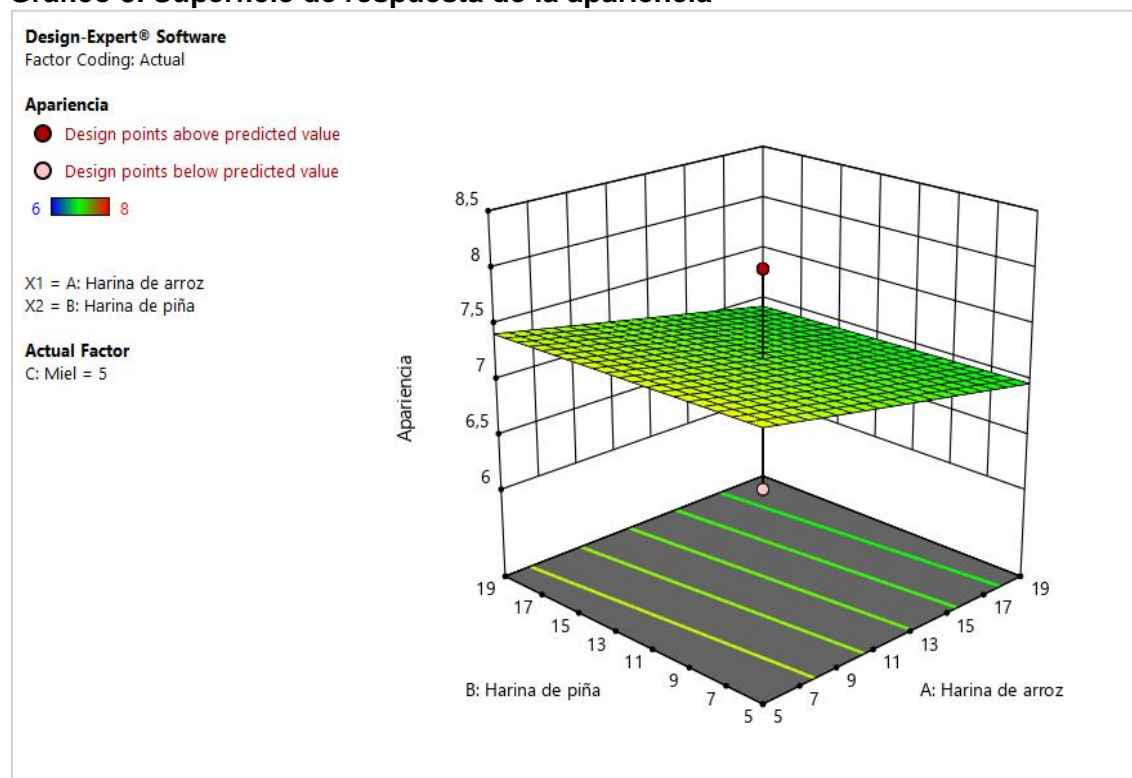 Design-Expert® Software
Factor Coding: Actual
Apariencia
Design points above predicted value
Design points below predicted value
6 8
X1 = A: Harina de arroz
X2 = B: Harina de piña
Actual Factor
C: Miel = 5
8,5
8
7,5
7
6,5
6
Apariencia
19
17
15
13
11
9
7
5
B: Harina de piña
5
7
9
11
13
15
17
19
A: Harina de arroz